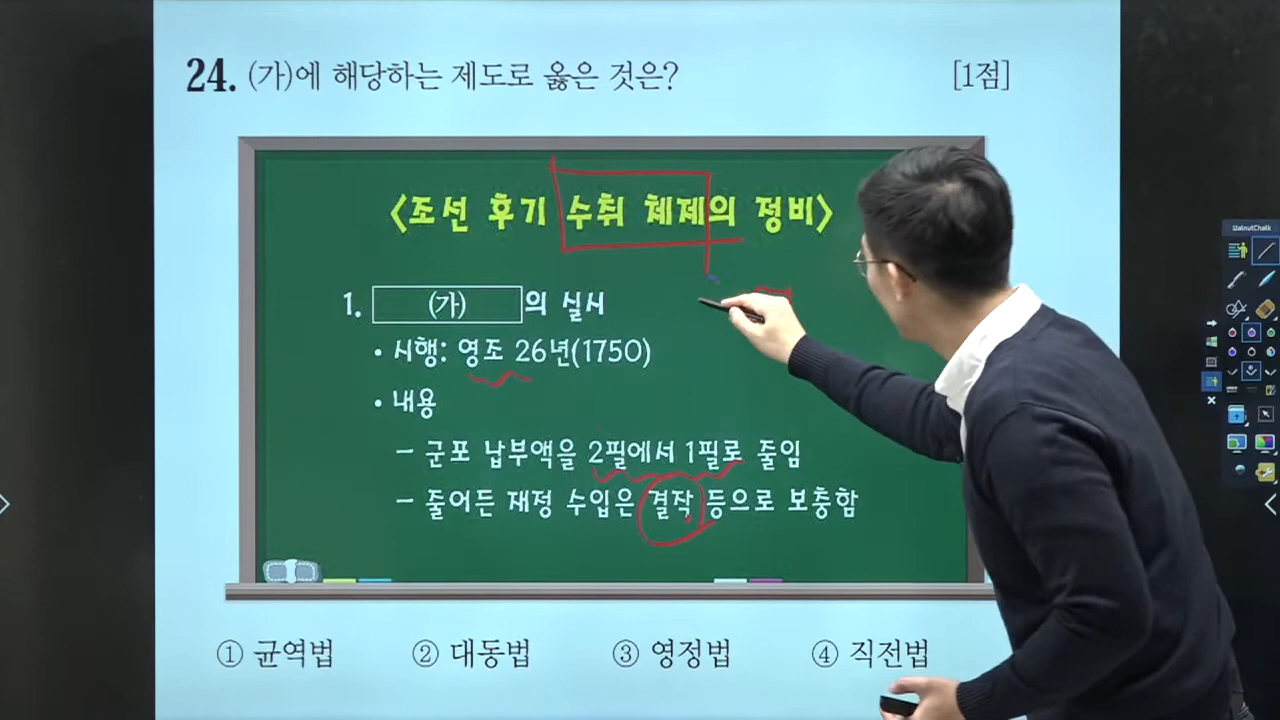 24. (가)에 해당하는 제도로 옳은 것은? [1점]
<조선 후기 수취 체제의 정비>
1. (가)의 실시
• 시행: 영조 26년(1750)
• 내용
- 군포 납부액을 2필에서 1필로 줄임
- 줄어든 재정 수입은 결작 등으로 보충함
① 균역법 ② 대동법 ③ 영정법 ④ 직전법
WalnutChalk